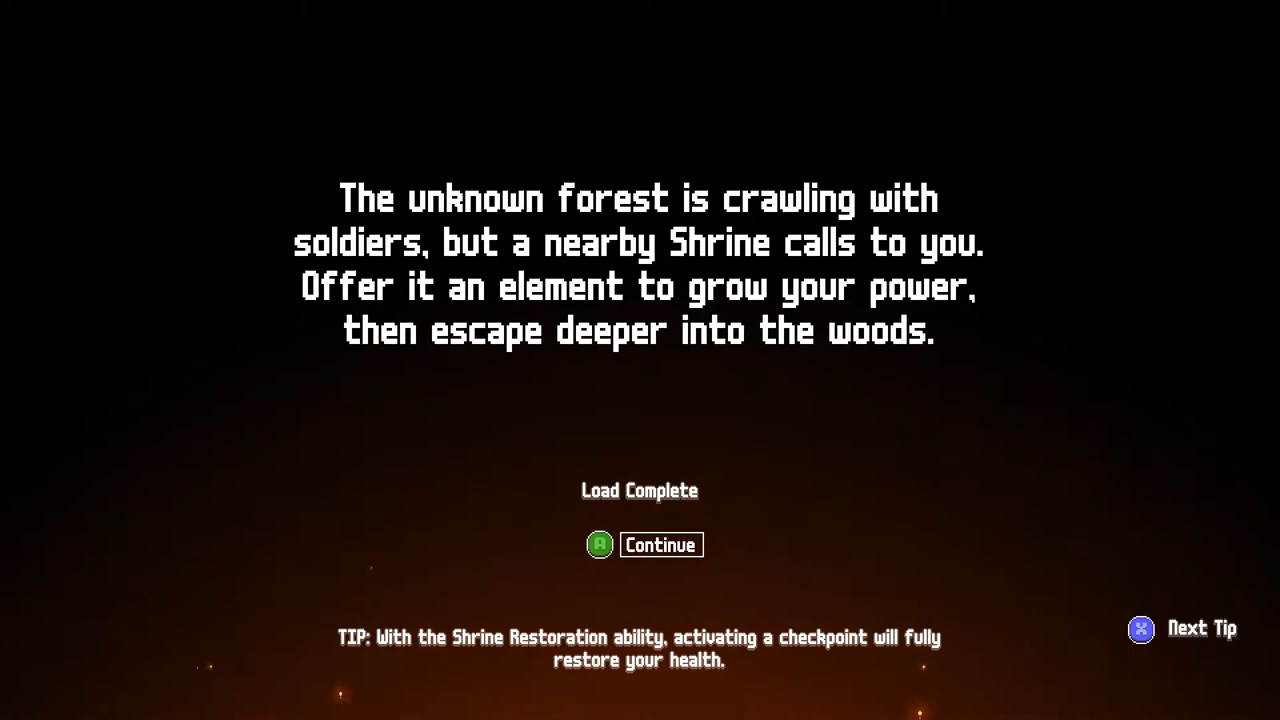 The unknown forest is crawling with
soldiers, but a nearby Shrine calls to you.
Offer it an element to grow your power,
then escape deeper into the woods.
Load Complete
A Continue
X Next Tip
TIP: With the Shrine Restoration ability, activating a checkpoint will fully
restore your health.